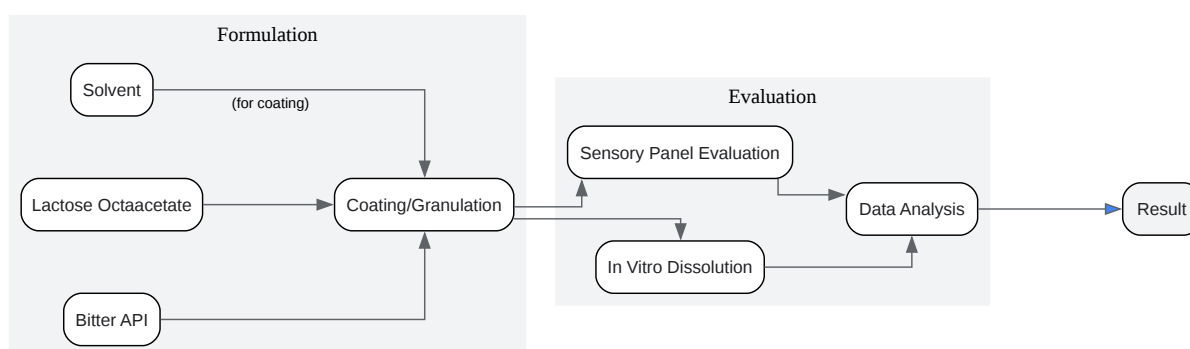 Formulation
Solvent
(for coating)
Lactose Octaacetate
Coating/Granulation
Bitter API
Evaluation
Sensory Panel Evaluation
Data Analysis
In Vitro Dissolution
Result